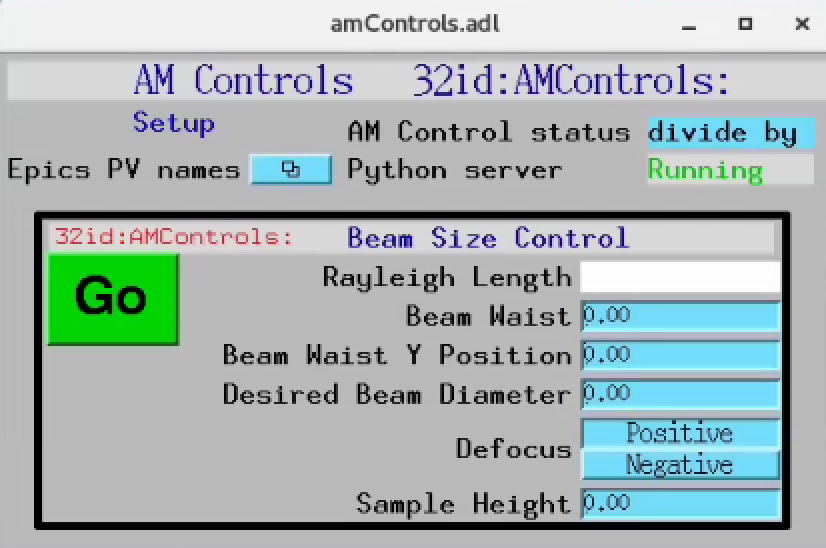 amControls.adl
AM Controls 32id:AMControls:
Setup
AM Control status divide by
Epics PV names Python server Running
32id:AMControls: Beam Size Control
Go
Rayleigh Length
Beam Waist 0.00
Beam Waist Y Position 0.00
Desired Beam Diameter 0.00
Defocus Positive
Negative
Sample Height 0.00